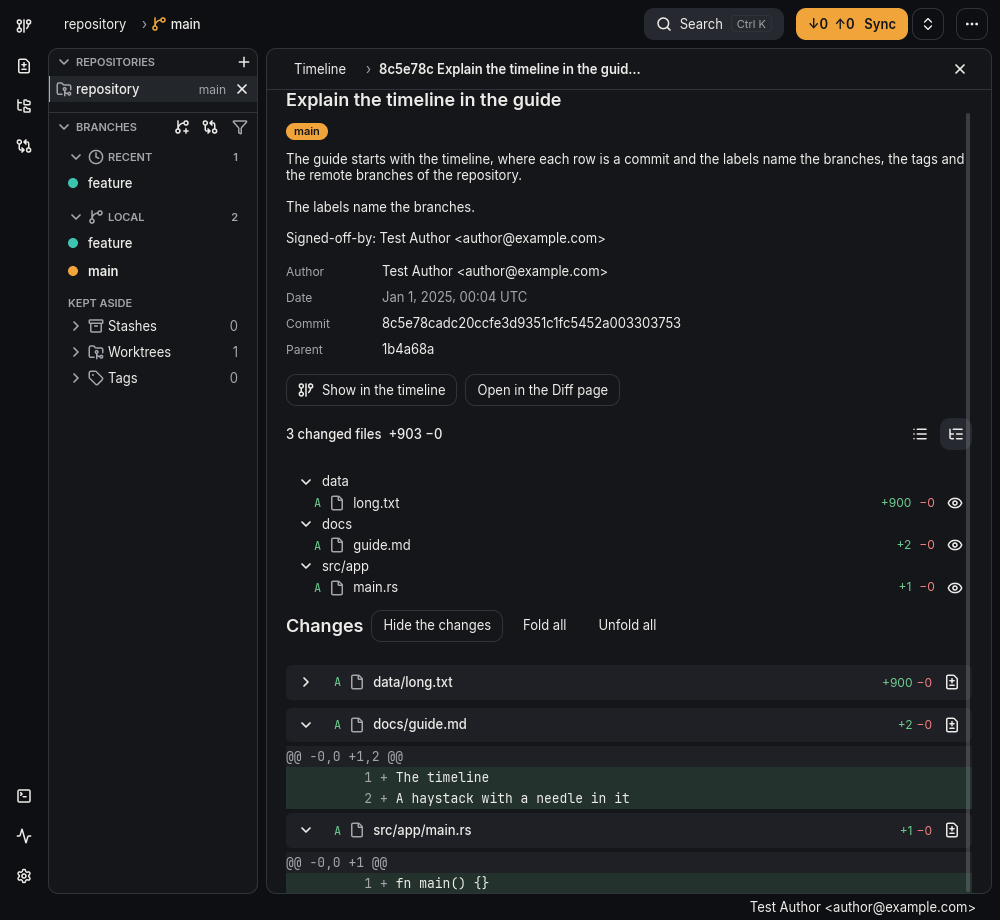 repository › main
Search Ctrl K
↓0 ↑0 Sync
REPOSITORIES
repository main
BRANCHES
RECENT 1
feature
LOCAL 2
feature
main
KEPT ASIDE
Stashes 0
Worktrees 1
Tags 0
Timeline › 8c5e78c Explain the timeline in the guid...
Explain the timeline in the guide
main
The guide starts with the timeline, where each row is a commit and the labels name the branches, the tags and
the remote branches of the repository.
The labels name the branches.
Signed-off-by: Test Author <author@example.com>
Author Test Author <author@example.com>
Date Jan 1, 2025, 00:04 UTC
Commit 8c5e78cadc20ccfe3d9351c1fc5452a003303753
Parent 1b4a68a
Show in the timeline Open in the Diff page
3 changed files +903 −0
data
A long.txt +900 −0
docs
A guide.md +2 −0
src/app
A main.rs +1 −0
Changes Hide the changes Fold all Unfold all
A data/long.txt +900 −0
A docs/guide.md +2 −0
@@ -0,0 +1,2 @@
1 + The timeline
2 + A haystack with a needle in it
A src/app/main.rs +1 −0
@@ -0,0 +1 @@
1 + fn main() {}
Test Author <author@example.com>